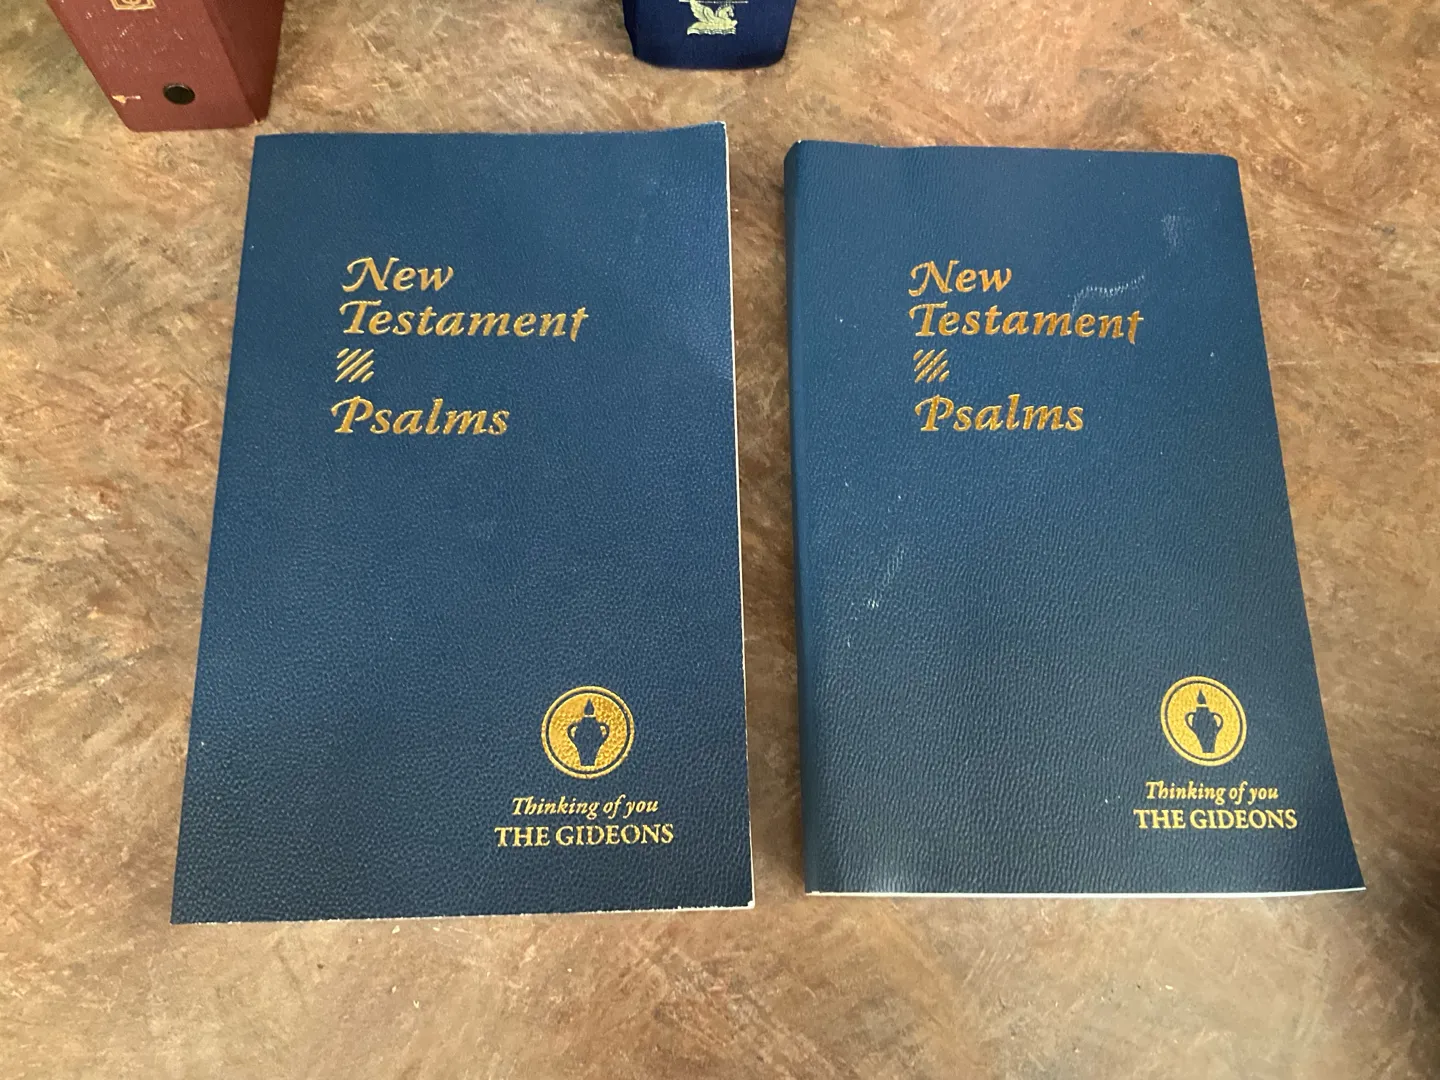 New
Testament
Psalms
Thinking of you
THE GIDEONS
New
Testament
Psalms
Thinking of you
THE GIDEONS